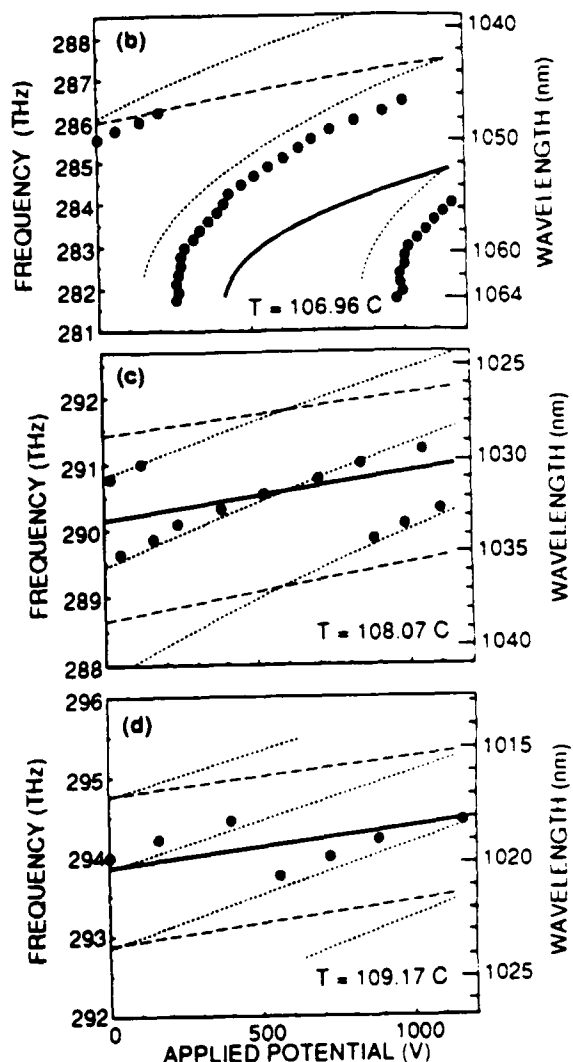 (b)
288
287
286
285
284
283
282
281
FREQUENCY (THz)
1040
1050
1060
1064
WAVELENGTH (nm)
T = 106.96 C
(c)
292
291
290
289
288
FREQUENCY (THz)
1025
1030
1035
1040
WAVELENGTH (nm)
T = 108.07 C
(d)
296
295
294
293
292
FREQUENCY (THz)
1015
1020
1025
WAVELENGTH (nm)
T = 109.17 C
0
500
1000
APPLIED POTENTIAL (V)